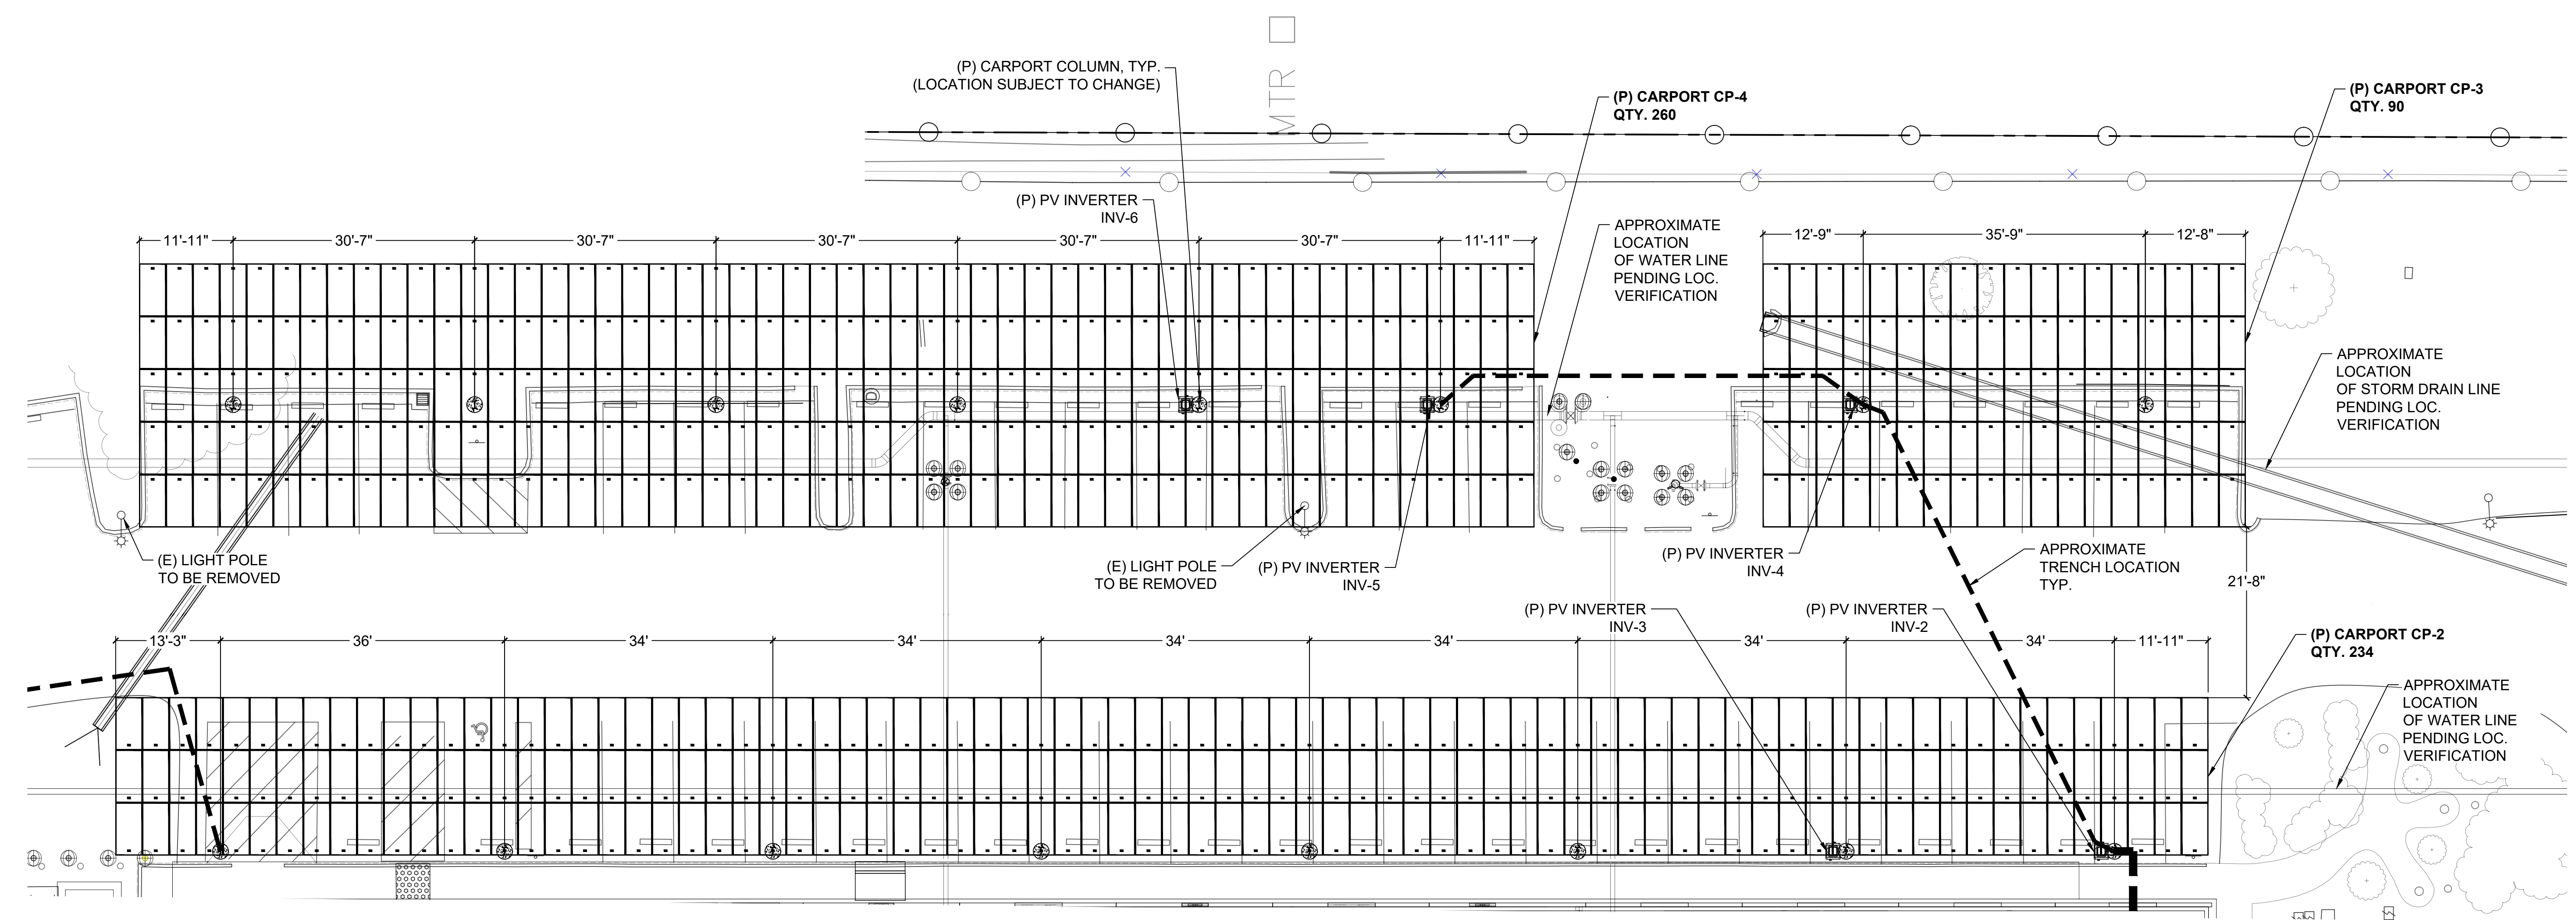 MTR
(P) CARPORT COLUMN, TYP.
(LOCATION SUBJECT TO CHANGE)
(P) CARPORT CP-4
QTY. 260
(P) CARPORT CP-3
QTY. 90
(P) PV INVERTER
INV-6
APPROXIMATE
LOCATION
OF WATER LINE
PENDING LOC.
VERIFICATION
11'-11" 30'-7" 30'-7" 30'-7" 30'-7" 30'-7" 11'-11"
12'-9" 35'-9" 12'-8"
APPROXIMATE
LOCATION
OF STORM DRAIN LINE
PENDING LOC.
VERIFICATION
(E) LIGHT POLE
TO BE REMOVED
(E) LIGHT POLE
TO BE REMOVED
(P) PV INVERTER
INV-5
(P) PV INVERTER
INV-4
APPROXIMATE
TRENCH LOCATION
TYP.
21'-8"
(P) PV INVERTER
INV-3
(P) PV INVERTER
INV-2
13'-3" 36' 34' 34' 34' 34' 34' 34' 11'-11"
(P) CARPORT CP-2
QTY. 234
APPROXIMATE
LOCATION
OF WATER LINE
PENDING LOC.
VERIFICATION